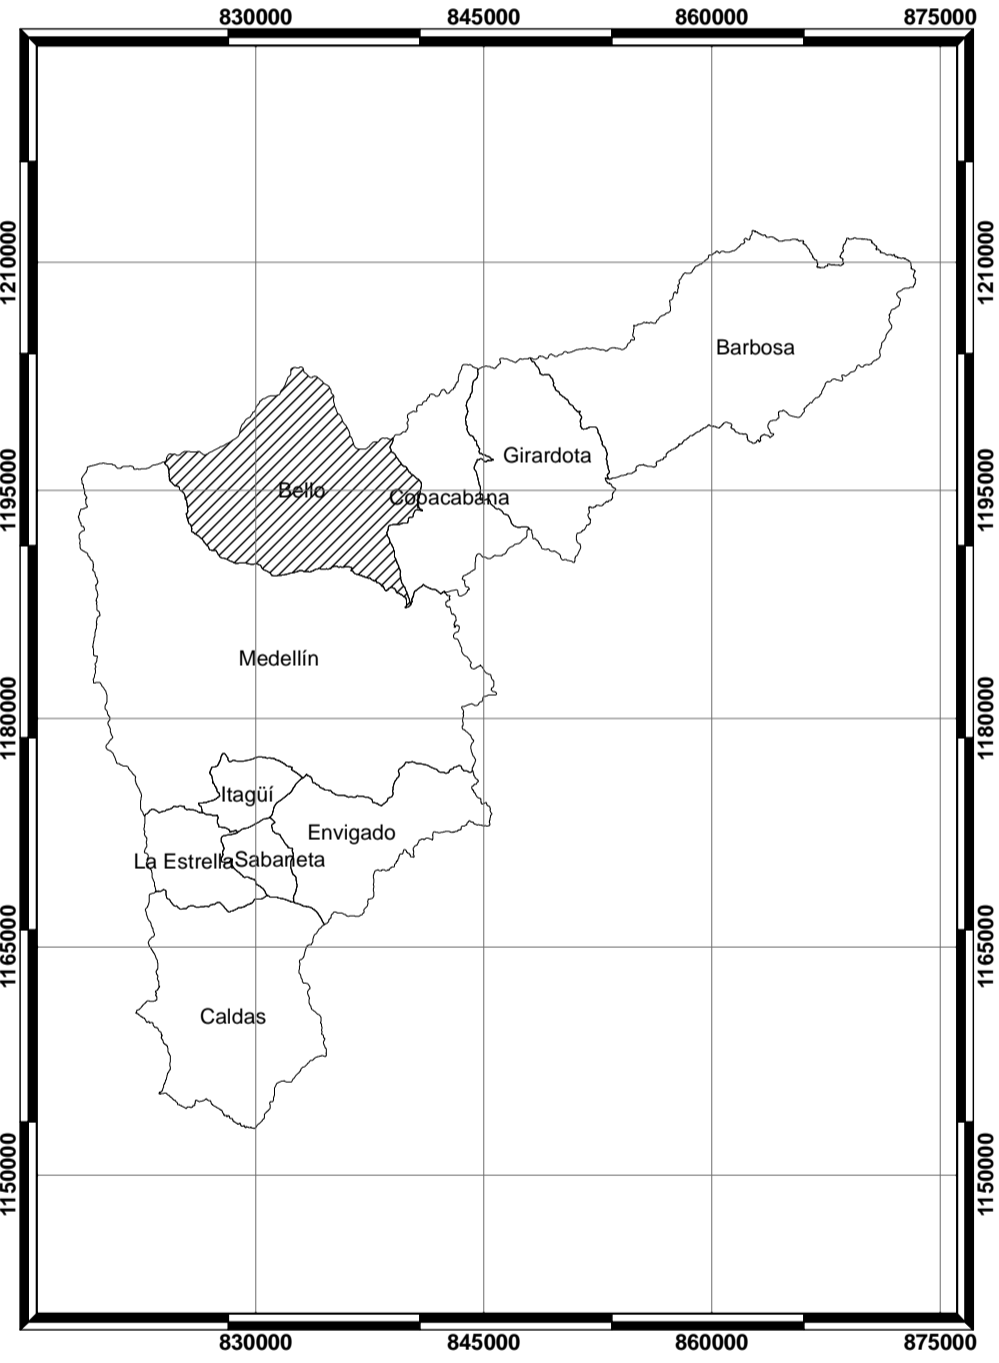 830000 845000 860000 875000
1210000 1210000
Barbosa
Girardota
1195000 Bello Copacabana 1195000
Medellín
1180000 1180000
Itagüí
Envigado
La Estrella Sabaneta
1165000 1165000
Caldas
1150000 1150000
830000 845000 860000 875000